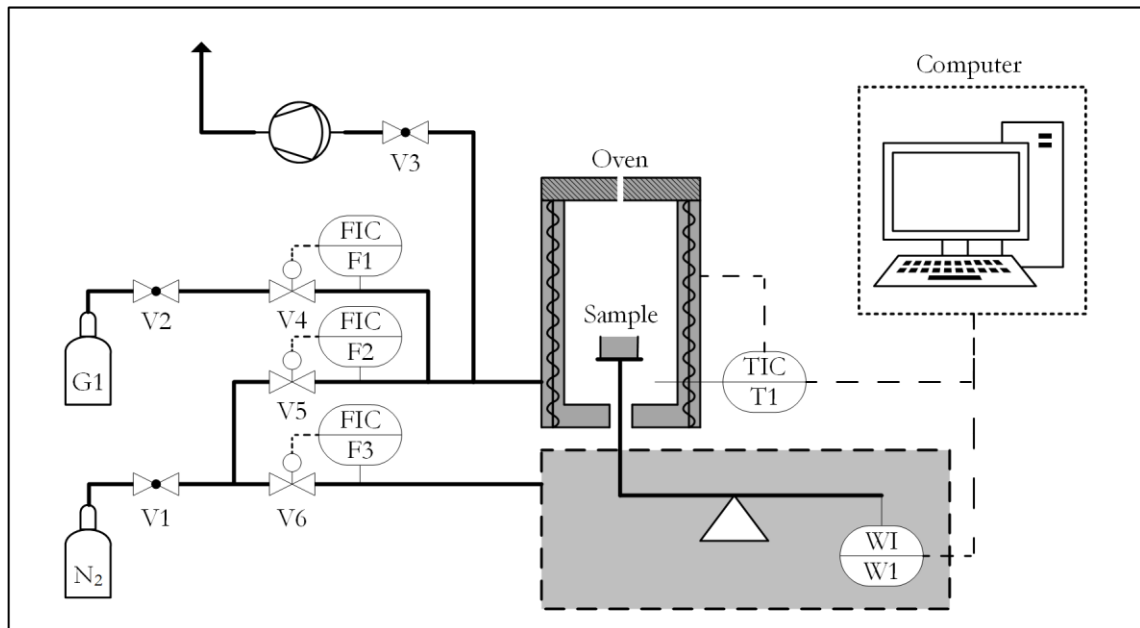 Computer
V3
Oven
FIC
F1
V2
V4
G1
FIC
F2
V5
Sample
TIC
T1
FIC
F3
V1
V6
N₂
WI
W1